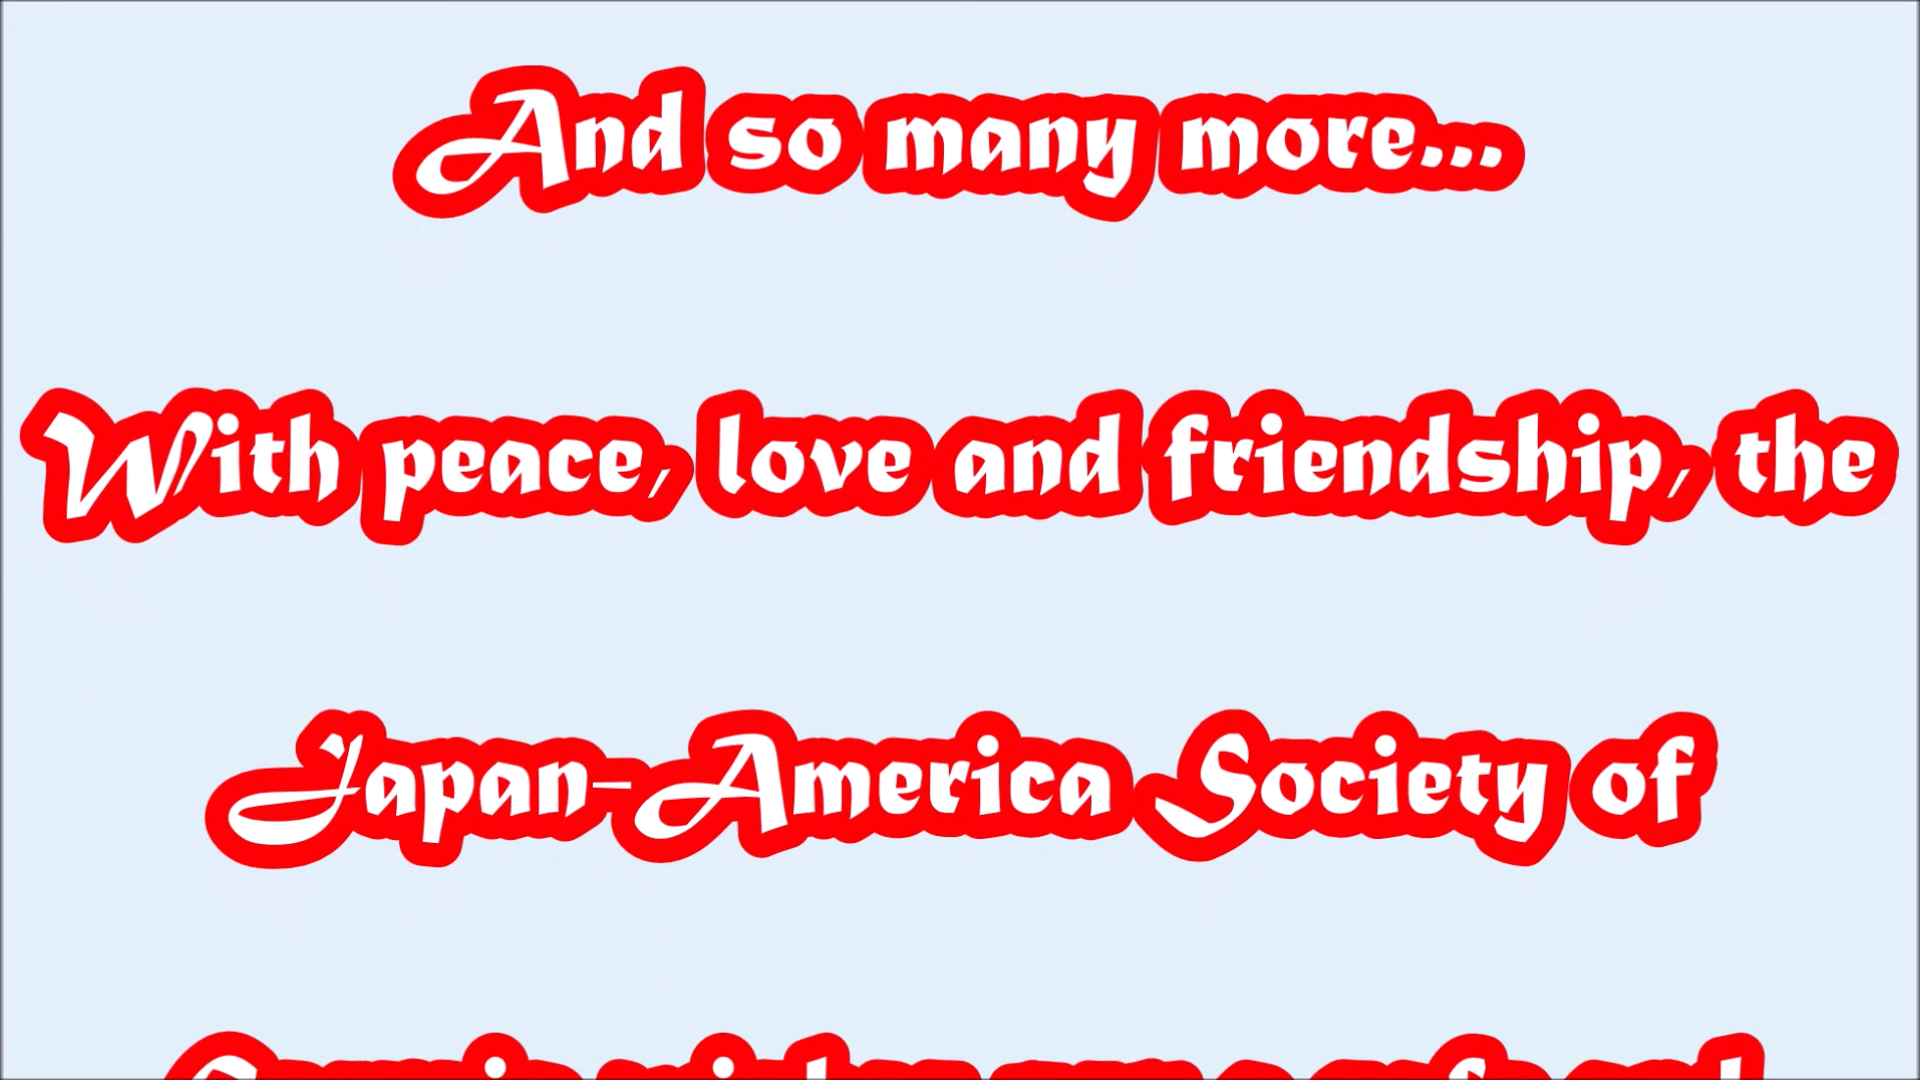 And so many more...
With peace, love and friendship, the
Japan-America Society of